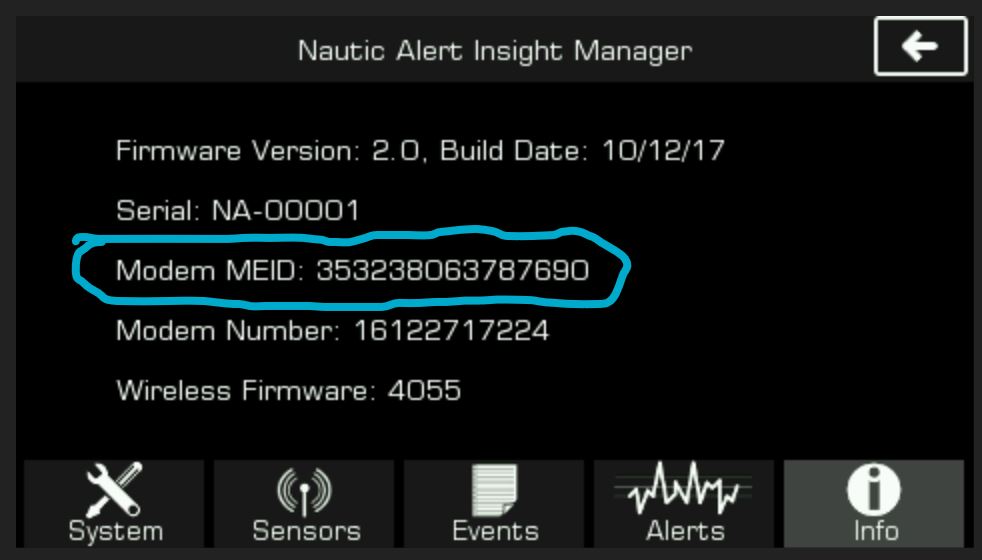 Nautic Alert Insight Manager
Firmware Version: 2.0, Build Date: 10/12/17
Serial: NA-00001
Modem MEID: 353238063787690
Modem Number: 16122717224
Wireless Firmware: 4055
System Sensors Events Alerts Info